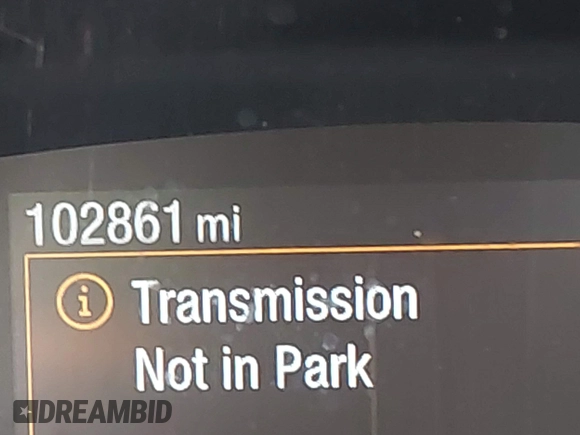 102861 mi
Transmission
Not in Park
DREAMBID